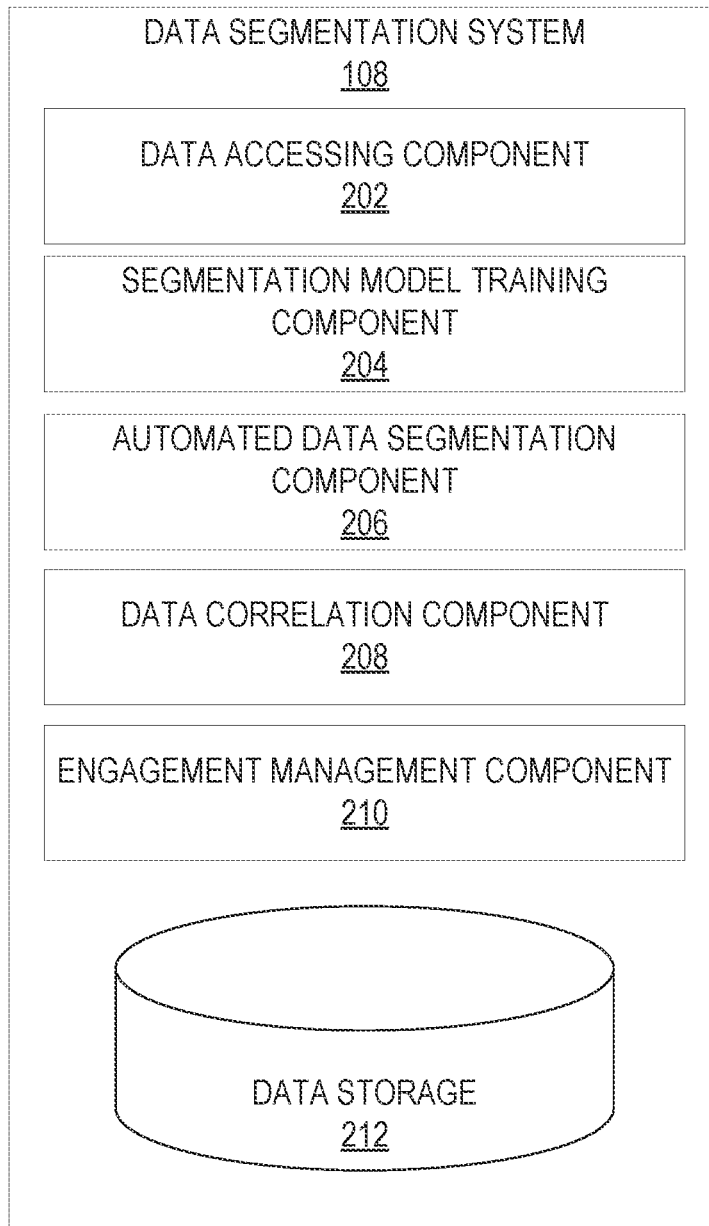 DATA SEGMENTATION SYSTEM
108
DATA ACCESSING COMPONENT
202
SEGMENTATION MODEL TRAINING
COMPONENT
204
AUTOMATED DATA SEGMENTATION
COMPONENT
206
DATA CORRELATION COMPONENT
208
ENGAGEMENT MANAGEMENT COMPONENT
210
DATA STORAGE
212